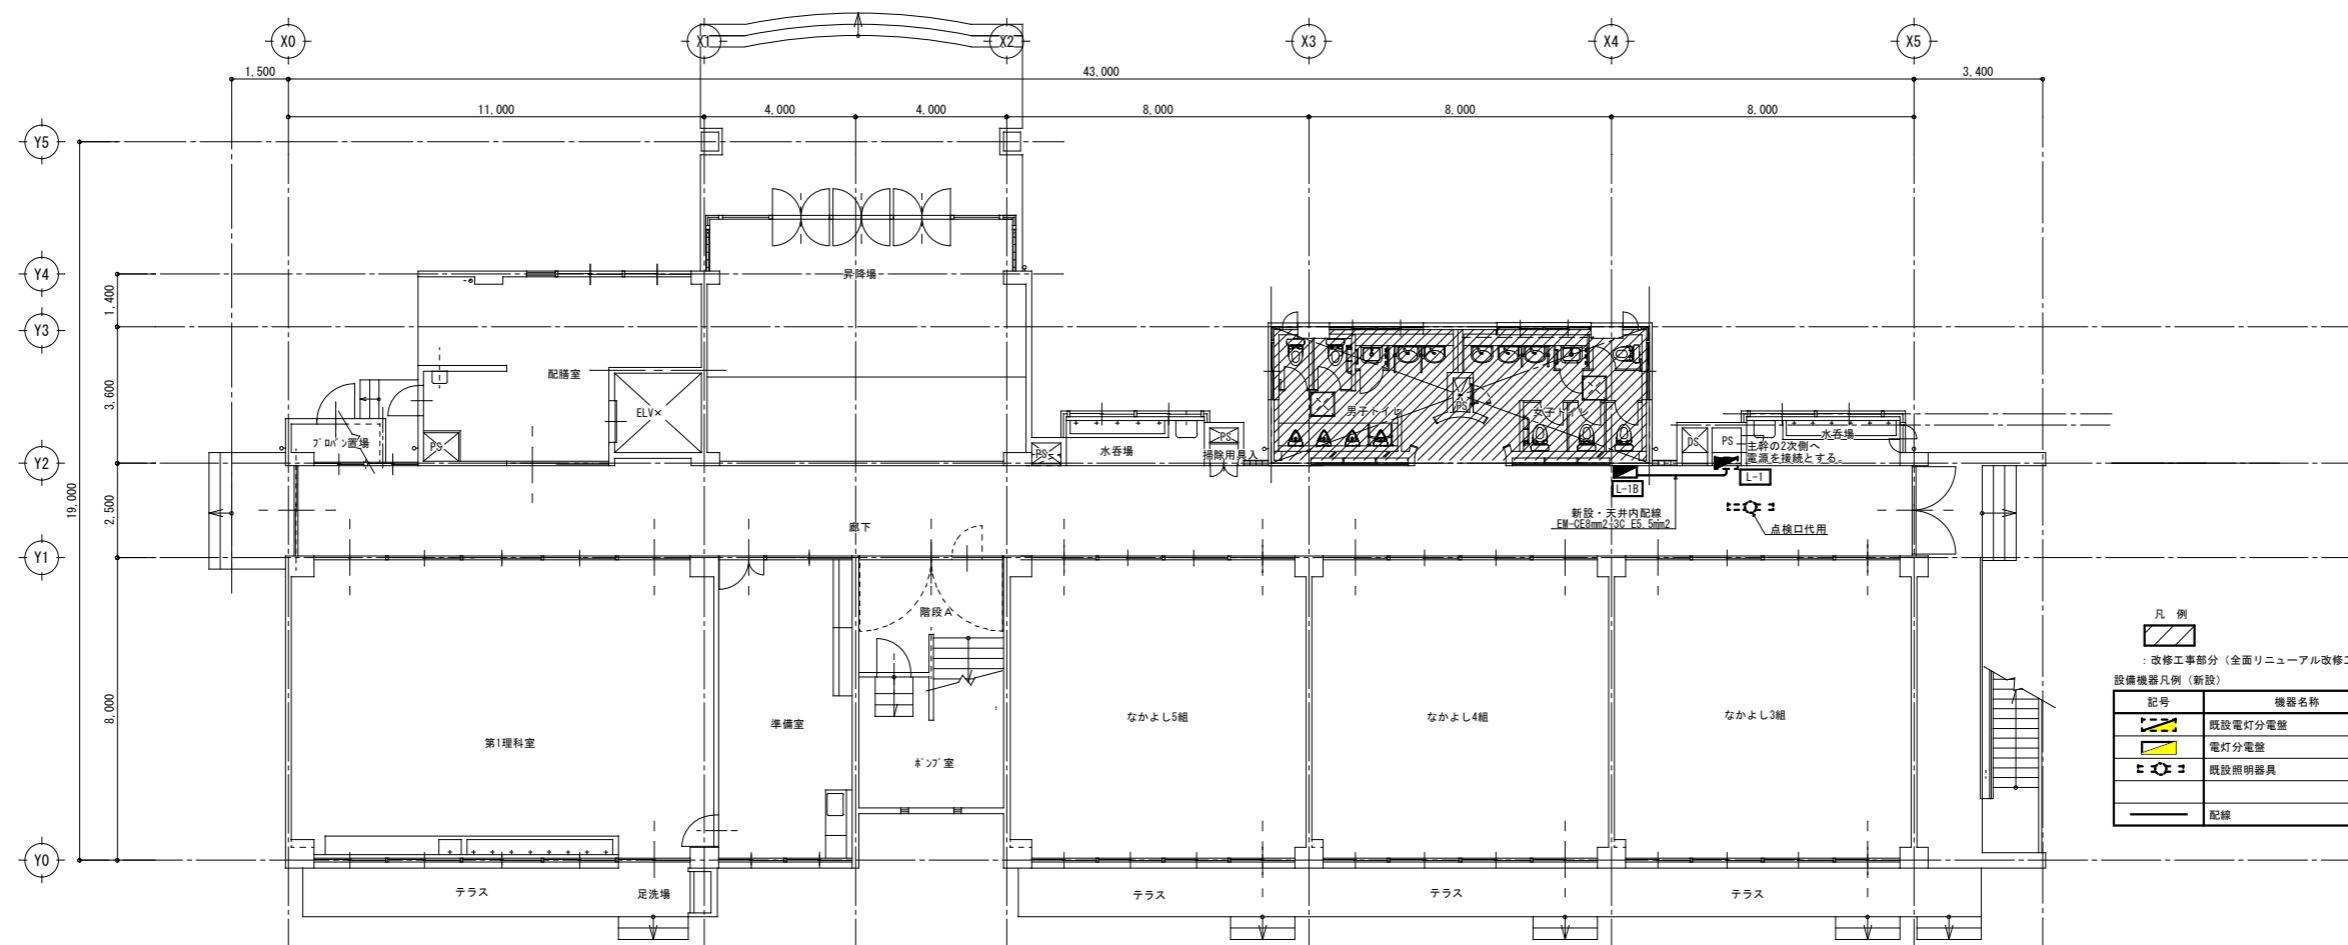 X0
X1
X2
X3
X4
X5
1,500
43,000
3,400
11,000
4,000
4,000
8,000
8,000
8,000
Y5
Y4
Y3
Y2
Y1
Y0
1,400
3,600
2,500
19,000
8,000
昇降場
配膳室
ELV
プロパン置場
PS
PS
水呑場
PS
掃除用具入
男子トイレ
PS
女子トイレ
DS
PS
水呑場
主幹の2次側へ
電源を接続とする。
L-1B
L-1
新設・天井内配線
EM-CE8mm2-3C E5.5mm2
点検口代用
廊下
階段A
第1理科室
準備室
ポンプ室
なかよし5組
なかよし4組
なかよし3組
テラス
足洗場
テラス
テラス
テラス
凡 例
：改修工事部分（全面リニューアル改修工
設備機器凡例（新設）
記号
機器名称
既設電灯分電盤
電灯分電盤
既設照明器具
配線